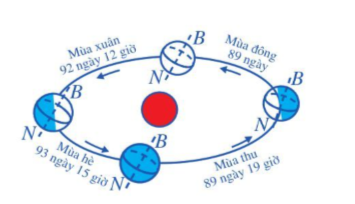 Mùa xuân
92 ngày 12 giờ
B
N
Mùa đông
89 ngày
B
N
B
N
Mùa hè
93 ngày 15 giờ
B
N
Mùa thu
89 ngày 19 giờ